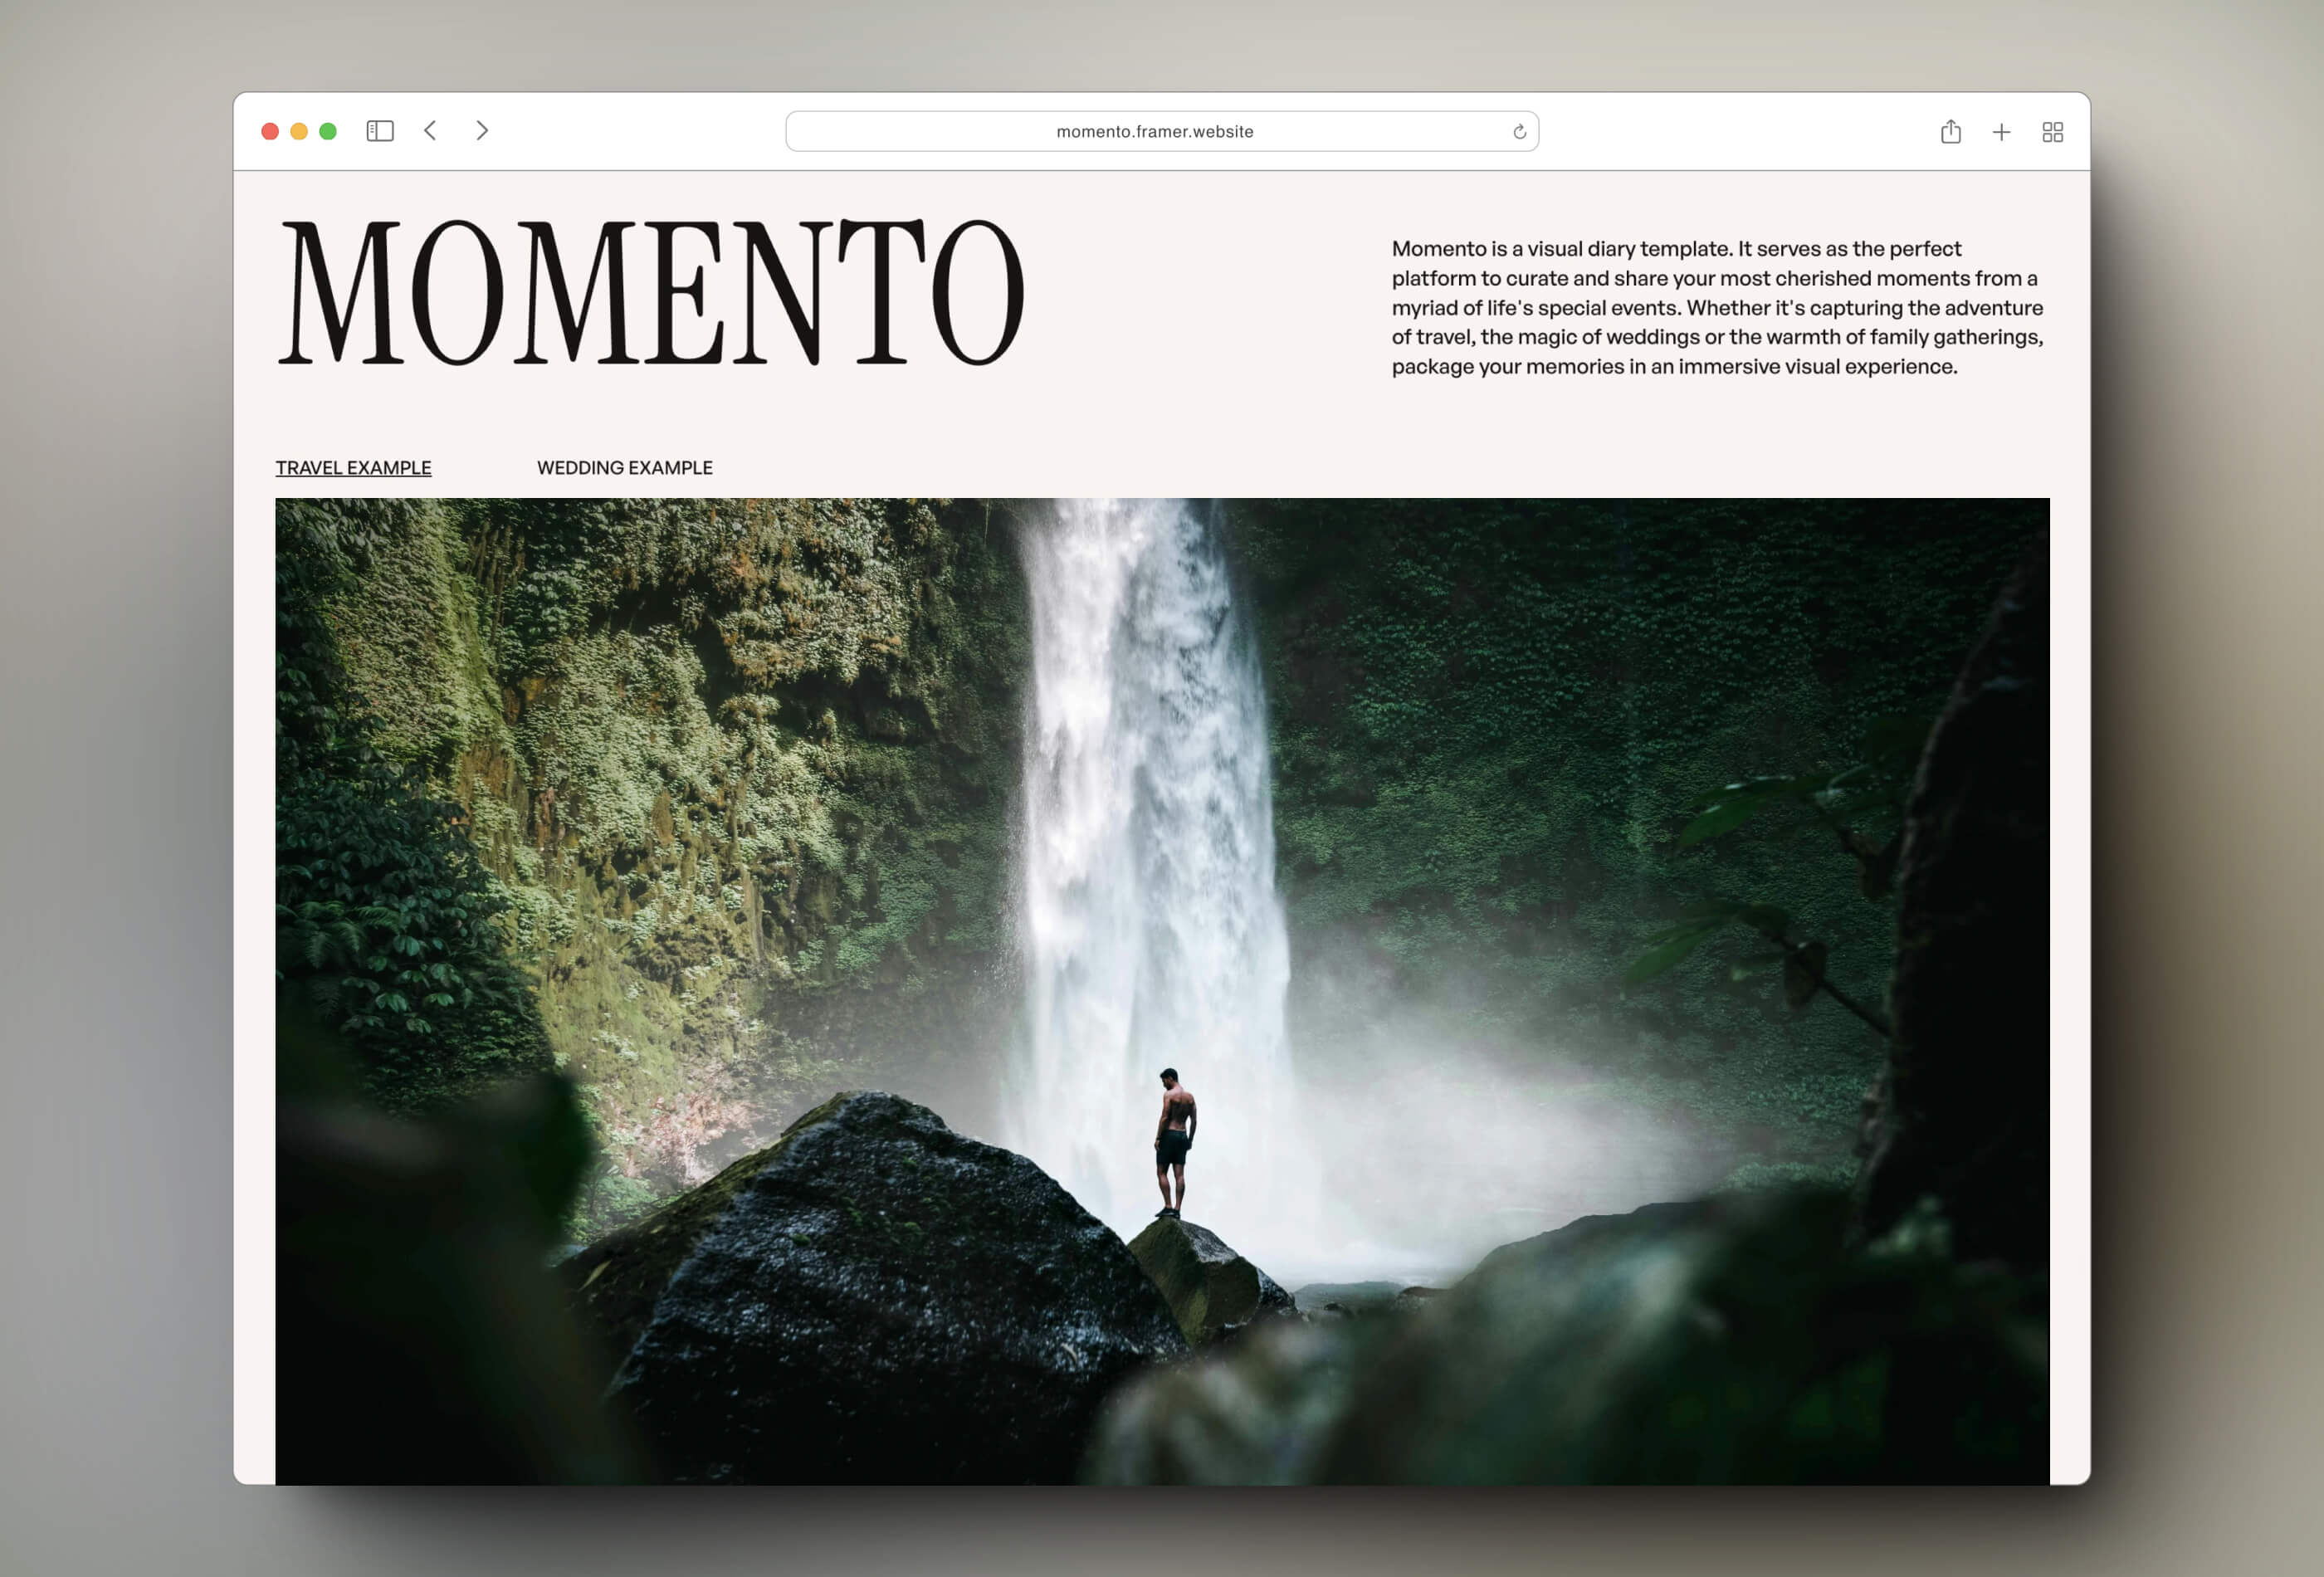 momento.framer.website
MOMENTO
Momento is a visual diary template. It serves as the perfect
platform to curate and share your most cherished moments from a
myriad of life's special events. Whether it's capturing the adventure
of travel, the magic of weddings or the warmth of family gatherings,
package your memories in an immersive visual experience.
TRAVEL EXAMPLE
WEDDING EXAMPLE